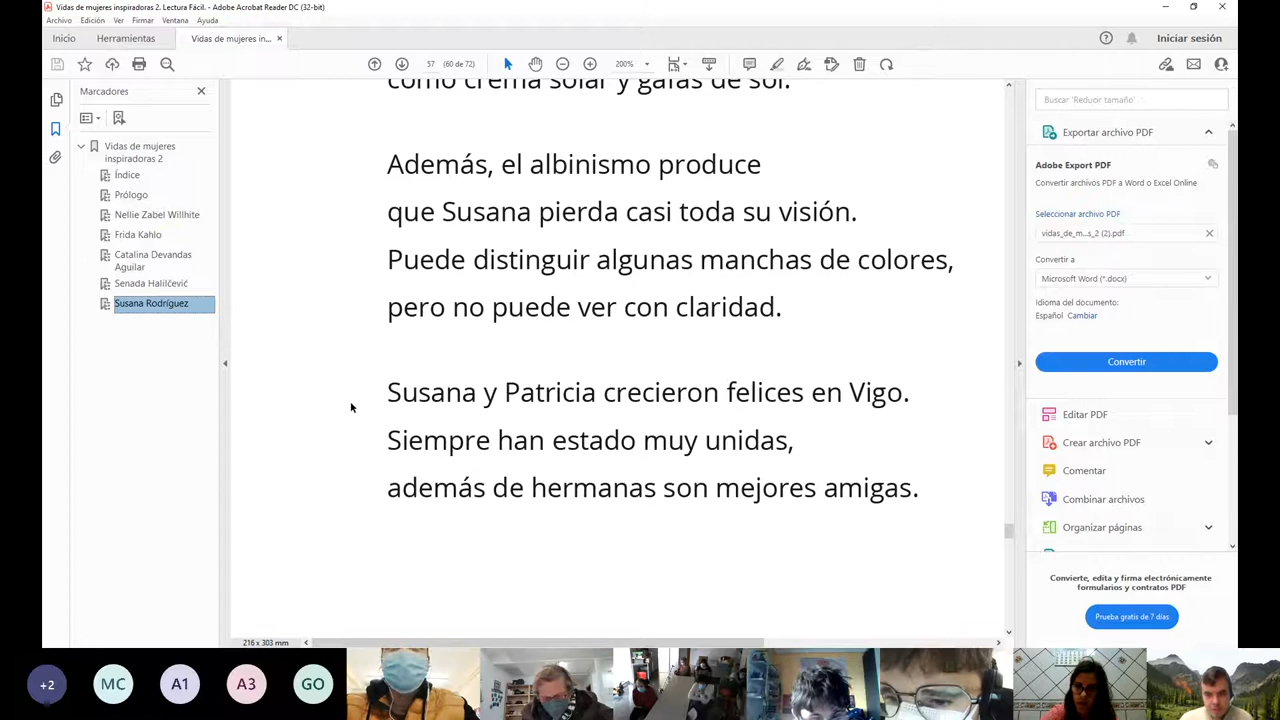 Vidas de mujeres inspiradoras 2. Lectura Fácil. - Adobe Acrobat Reader DC (32-bit)
Archivo Edición Ver Firmar Ventana Ayuda
Inicio Herramientas Vidas de mujeres in... × Iniciar sesión
57 (60 de 72) 200%
Marcadores
Vidas de mujeres
inspiradoras 2
Índice
Prólogo
Nellie Zabel Willhite
Frida Kahlo
Catalina Devandas
Aguilar
Senada Halilčević
Susana Rodríguez
como crema solar y gafas de sol.
Además, el albinismo produce
que Susana pierda casi toda su visión.
Puede distinguir algunas manchas de colores,
pero no puede ver con claridad.
Susana y Patricia crecieron felices en Vigo.
Siempre han estado muy unidas,
además de hermanas son mejores amigas.
216 x 303 mm
Buscar 'Reducir tamaño'
Exportar archivo PDF
Adobe Export PDF
Convertir archivos PDF a Word o Excel Online
Seleccionar archivo PDF
vidas_de_m...s_2 (2).pdf
Convertir a
Microsoft Word (*.docx)
Idioma del documento:
Español Cambiar
Convertir
Editar PDF
Crear archivo PDF
Comentar
Combinar archivos
Organizar páginas
Convierte, edita y firma electrónicamente
formularios y contratos PDF
Prueba gratis de 7 días
+2 MC A1 A3 GO